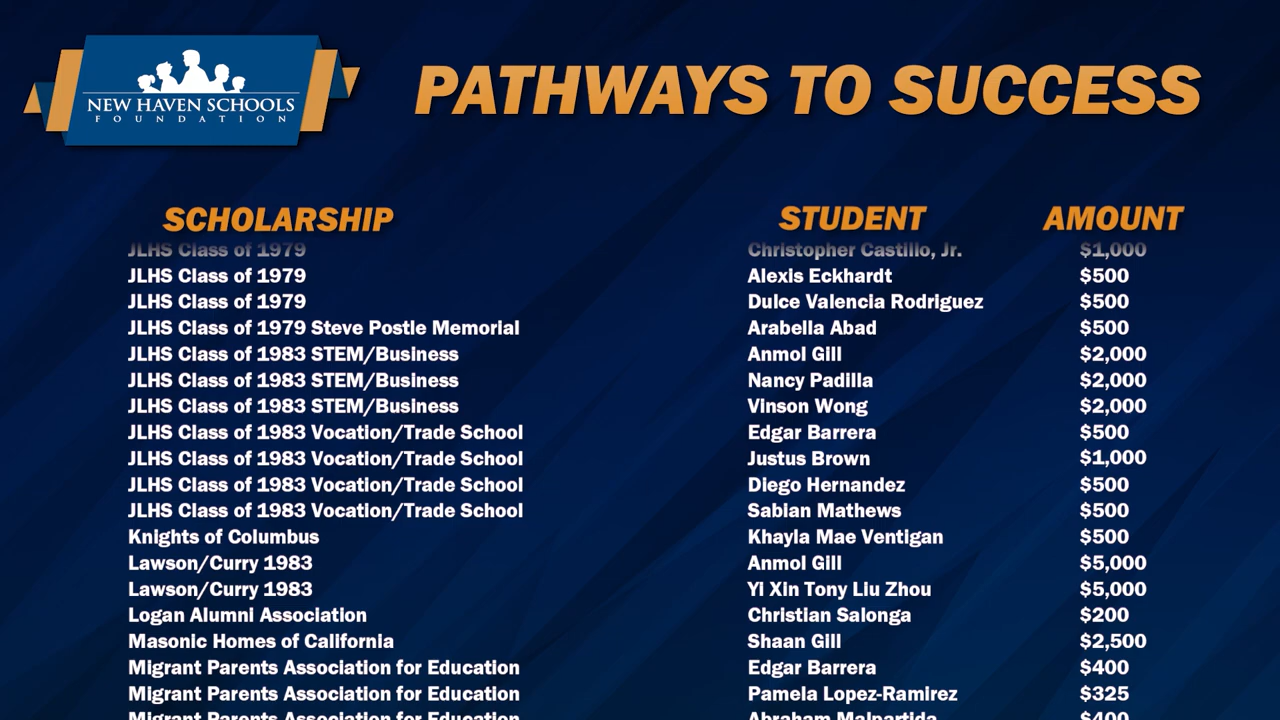 NEW HAVEN SCHOOLS
FOUNDATION
PATHWAYS TO SUCCESS
SCHOLARSHIP STUDENT AMOUNT
JLHS Class of 1979 Christopher Castillo, Jr. $1,000
JLHS Class of 1979 Alexis Eckhardt $500
JLHS Class of 1979 Dulce Valencia Rodriguez $500
JLHS Class of 1979 Steve Postle Memorial Arabella Abad $500
JLHS Class of 1983 STEM/Business Anmol Gill $2,000
JLHS Class of 1983 STEM/Business Nancy Padilla $2,000
JLHS Class of 1983 STEM/Business Vinson Wong $2,000
JLHS Class of 1983 Vocation/Trade School Edgar Barrera $500
JLHS Class of 1983 Vocation/Trade School Justus Brown $1,000
JLHS Class of 1983 Vocation/Trade School Diego Hernandez $500
JLHS Class of 1983 Vocation/Trade School Sabian Mathews $500
Knights of Columbus Khayla Mae Ventigan $500
Lawson/Curry 1983 Anmol Gill $5,000
Lawson/Curry 1983 Yi Xin Tony Liu Zhou $5,000
Logan Alumni Association Christian Salonga $200
Masonic Homes of California Shaan Gill $2,500
Migrant Parents Association for Education Edgar Barrera $400
Migrant Parents Association for Education Pamela Lopez-Ramirez $325
Migrant Parents Association for Education Abraham Malpartida $400